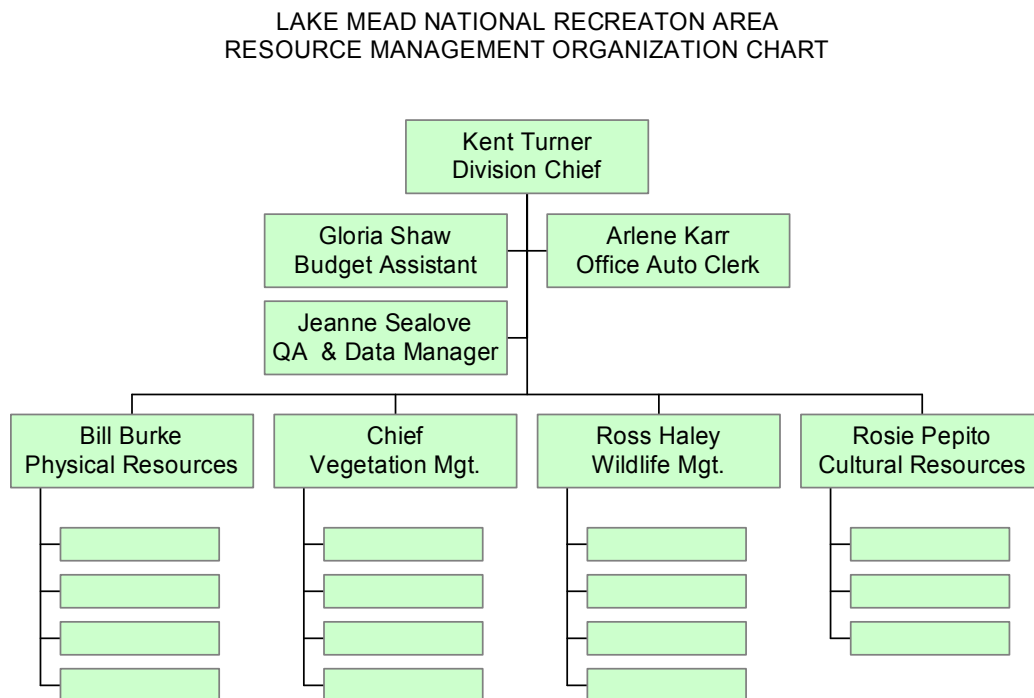 LAKE MEAD NATIONAL RECREATON AREA
RESOURCE MANAGEMENT ORGANIZATION CHART
Kent Turner
Division Chief
Gloria Shaw
Budget Assistant
Arlene Karr
Office Auto Clerk
Jeanne Sealove
QA & Data Manager
Bill Burke
Physical Resources
Chief
Vegetation Mgt.
Ross Haley
Wildlife Mgt.
Rosie Pepito
Cultural Resources